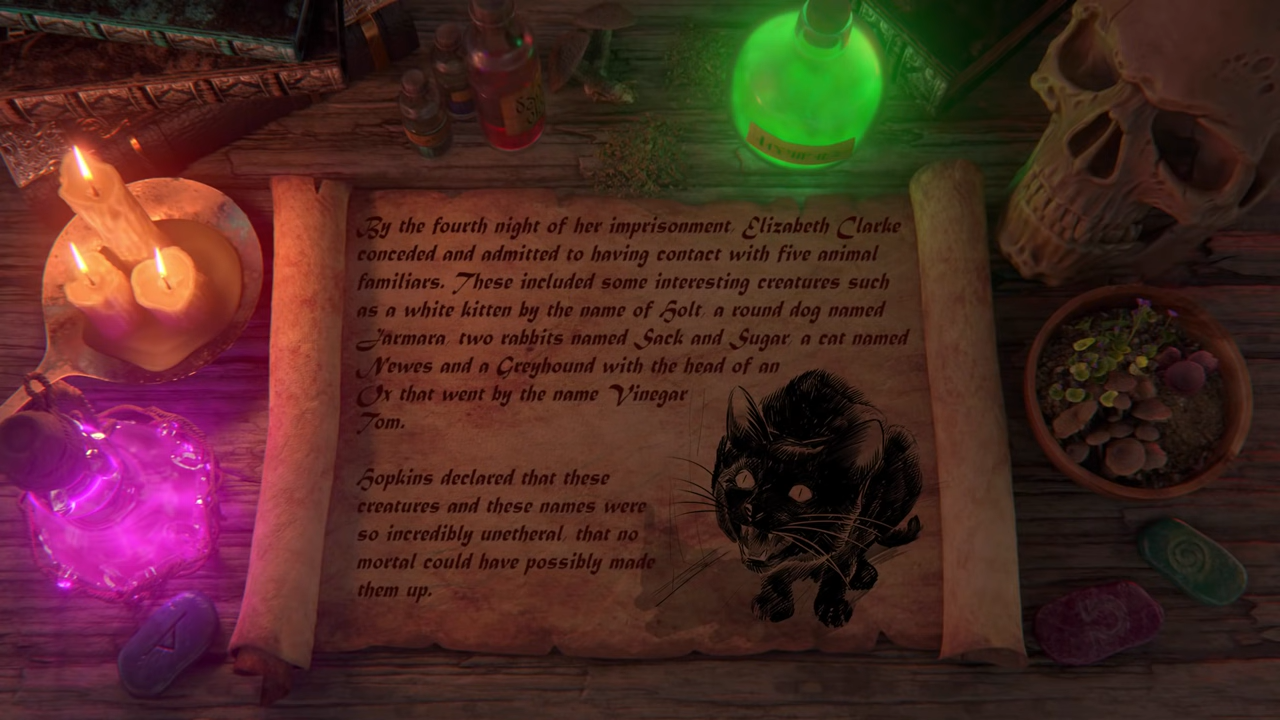 By the fourth night of her imprisonment, Elizabeth Clarke
conceded and admitted to having contact with five animal
familiars. These included some interesting creatures such
as a white kitten by the name of Holt, a round dog named
Jarmara, two rabbits named Sack and Sugar, a cat named
Newes and a Greyhound with the head of an
Ox that went by the name Vinegar
Tom.
Hopkins declared that these
creatures and these names were
so incredibly unetheral, that no
mortal could have possibly made
them up.